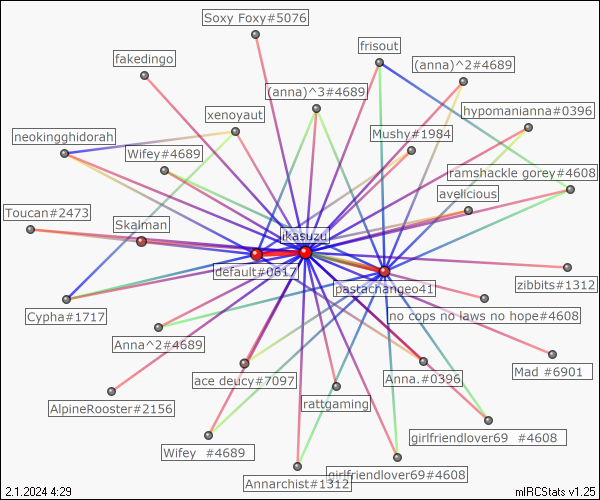 Soxy Foxy#5076
frisout
fakedingo
(anna)^2#4689
(anna)^3#4689
xenoyaut
hypomanianna#0396
neokingghidorah
Mushy#1984
Wifey#4689
ramshackle gorey#4608
avelicious
Toucan#2473
Skalman
ikasuzu
default#0617
pastachangeo41
zibbits#1312
Cypha#1717
no cops no laws no hope#4608
Anna^2#4689
ace deucy#7097
Anna.#0396
Mad #6901
AlpineRooster#2156
rattgaming
girlfriendlover69 #4608
Wifey #4689
girlfriendlover69#4608
Annarchist#1312
2.1.2024 4:29
mIRCStats v1.25